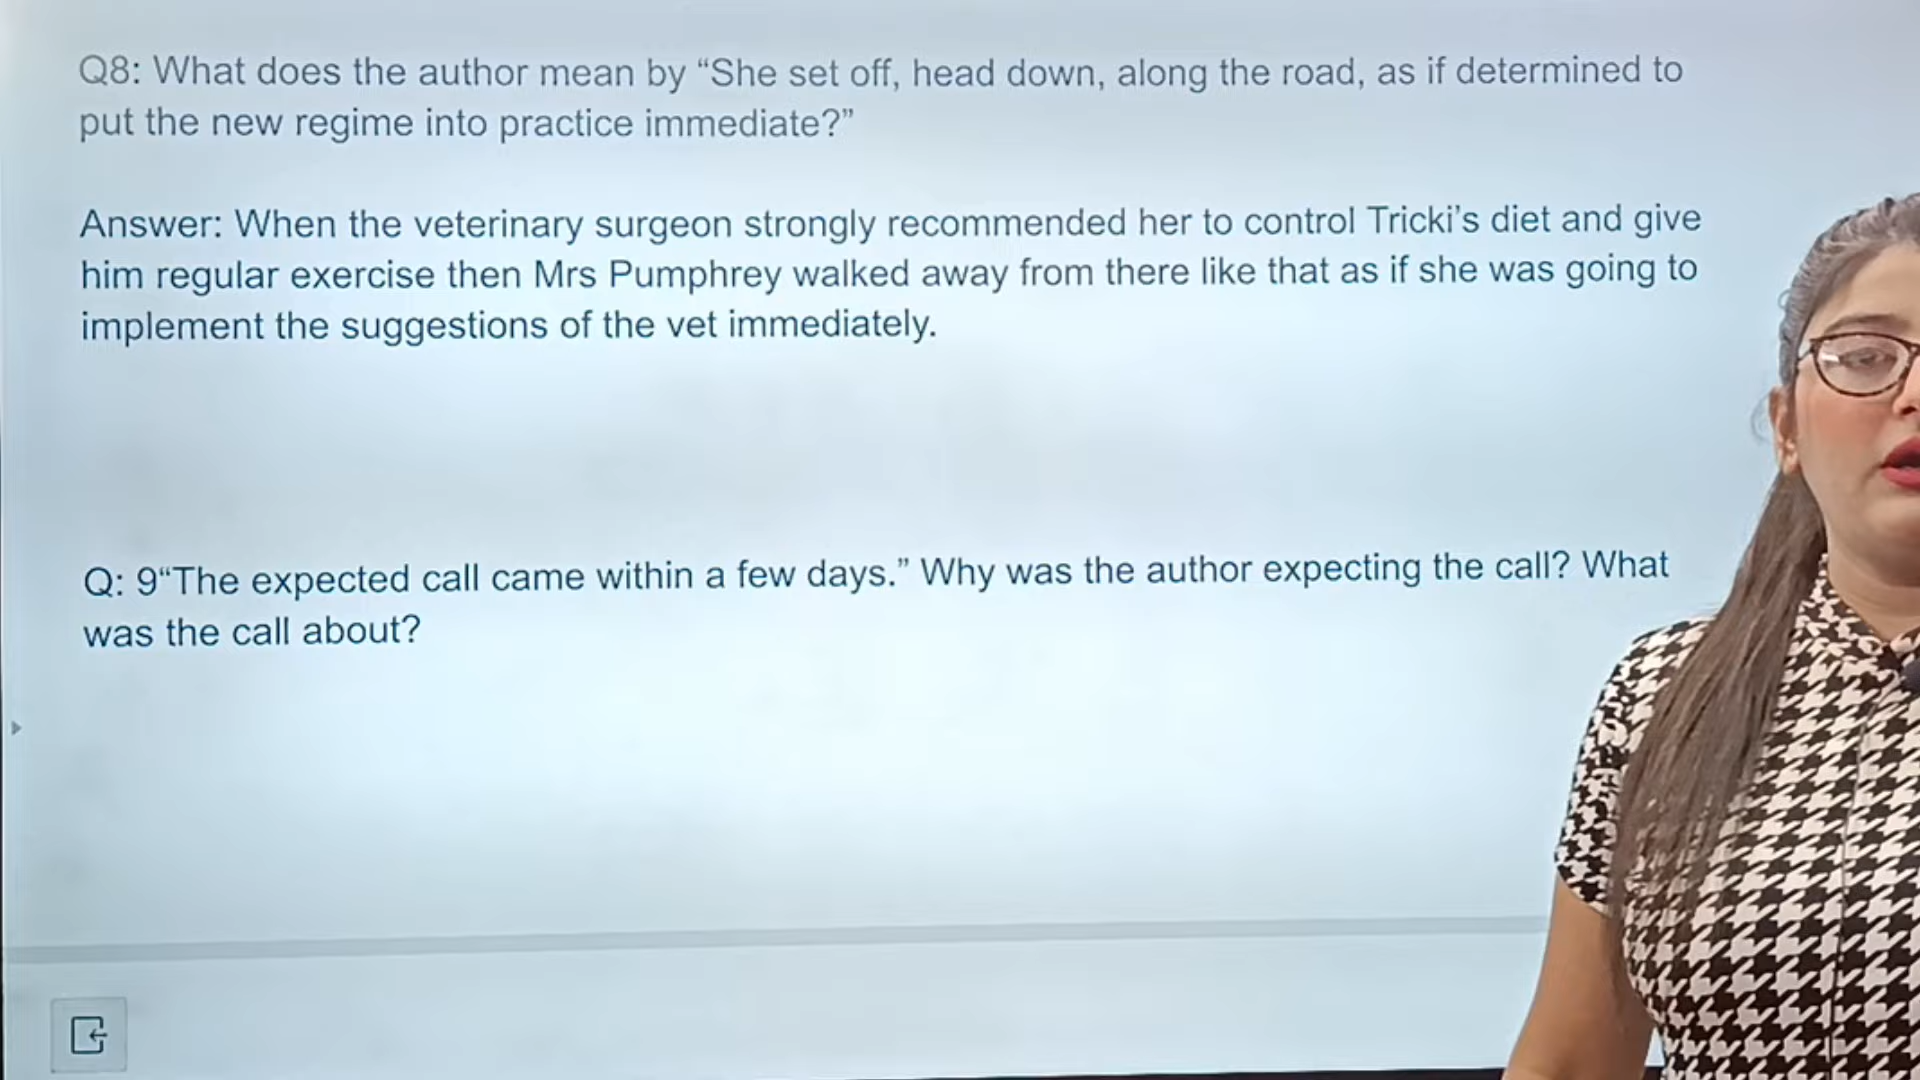 Q8: What does the author mean by “She set off, head down, along the road, as if determined to
put the new regime into practice immediate?”
Answer: When the veterinary surgeon strongly recommended her to control Tricki’s diet and give
him regular exercise then Mrs Pumphrey walked away from there like that as if she was going to
implement the suggestions of the vet immediately.
Q: 9“The expected call came within a few days.” Why was the author expecting the call? What
was the call about?